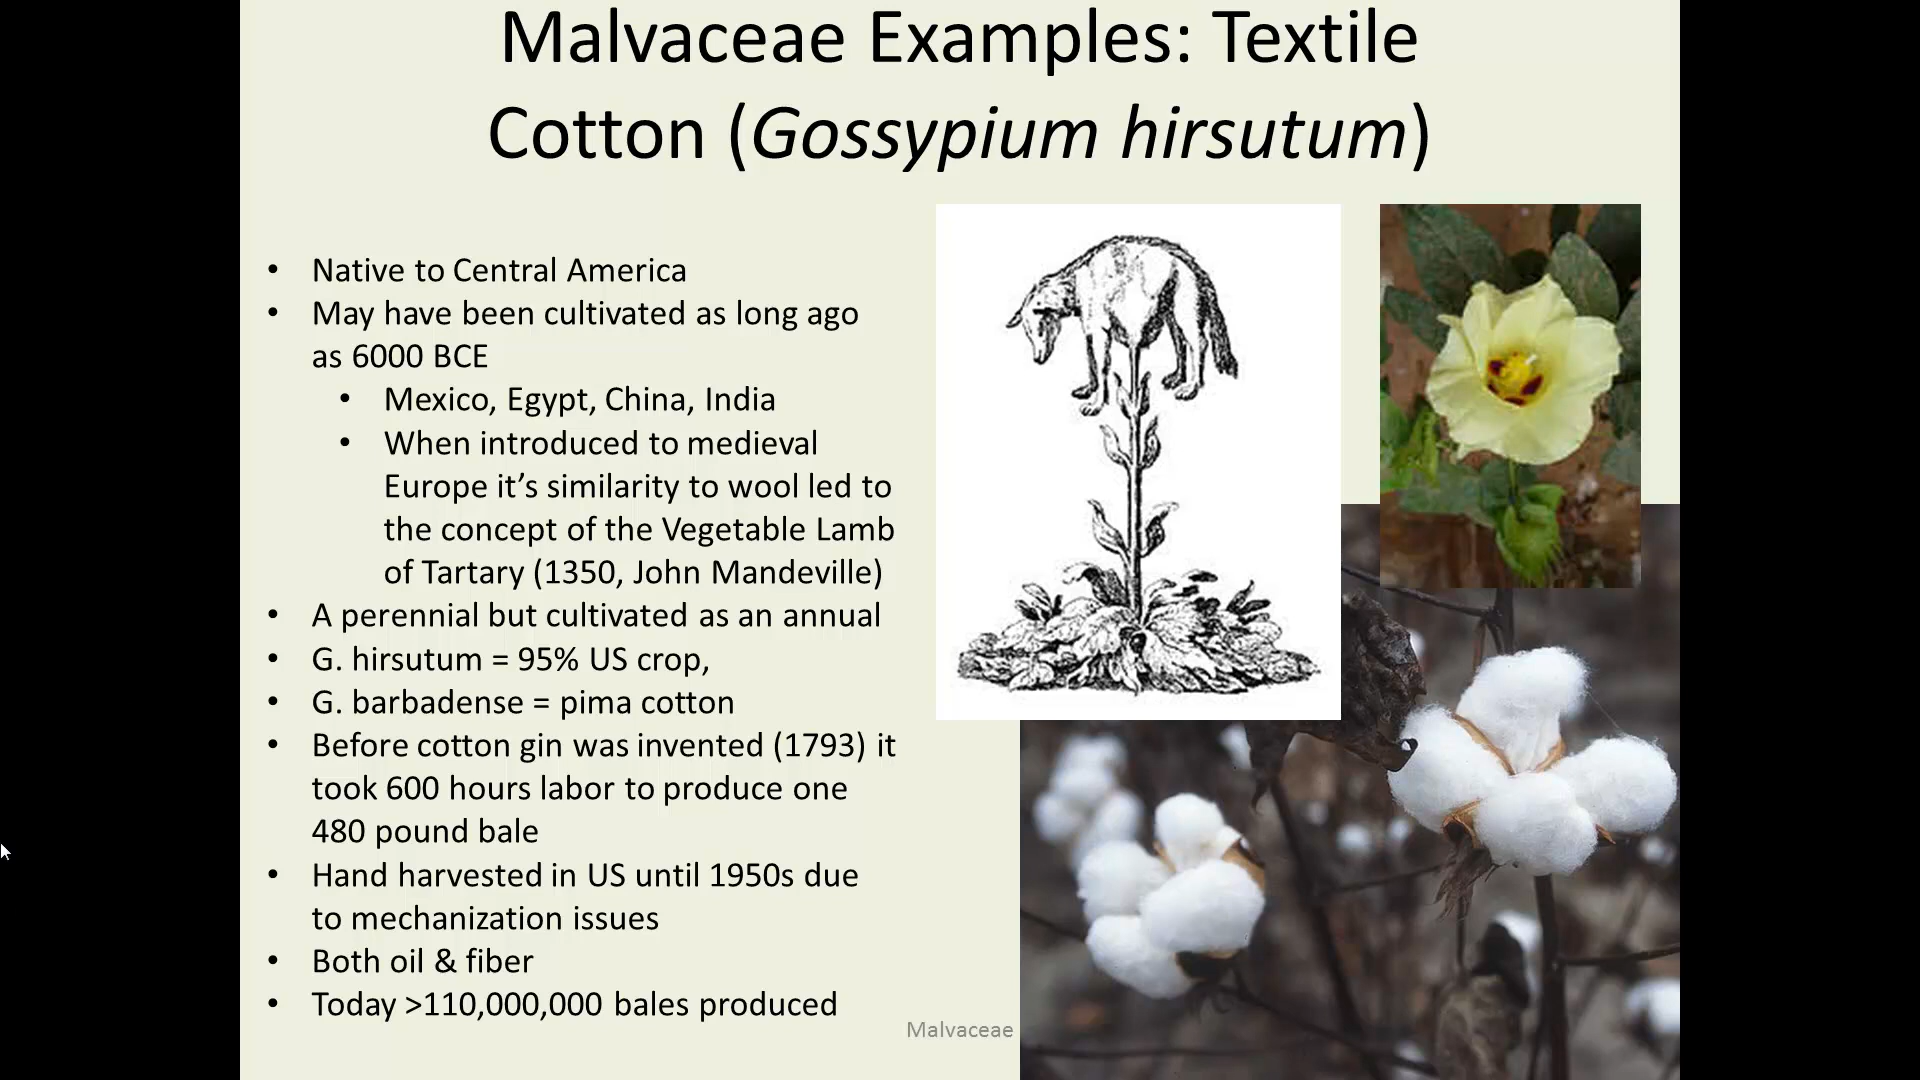 Malvaceae Examples: Textile
Cotton (Gossypium hirsutum)
• Native to Central America
• May have been cultivated as long ago
as 6000 BCE
• Mexico, Egypt, China, India
• When introduced to medieval
Europe it’s similarity to wool led to
the concept of the Vegetable Lamb
of Tartary (1350, John Mandeville)
• A perennial but cultivated as an annual
• G. hirsutum = 95% US crop,
• G. barbadense = pima cotton
• Before cotton gin was invented (1793) it
took 600 hours labor to produce one
480 pound bale
• Hand harvested in US until 1950s due
to mechanization issues
• Both oil & fiber
• Today >110,000,000 bales produced
Malvaceae